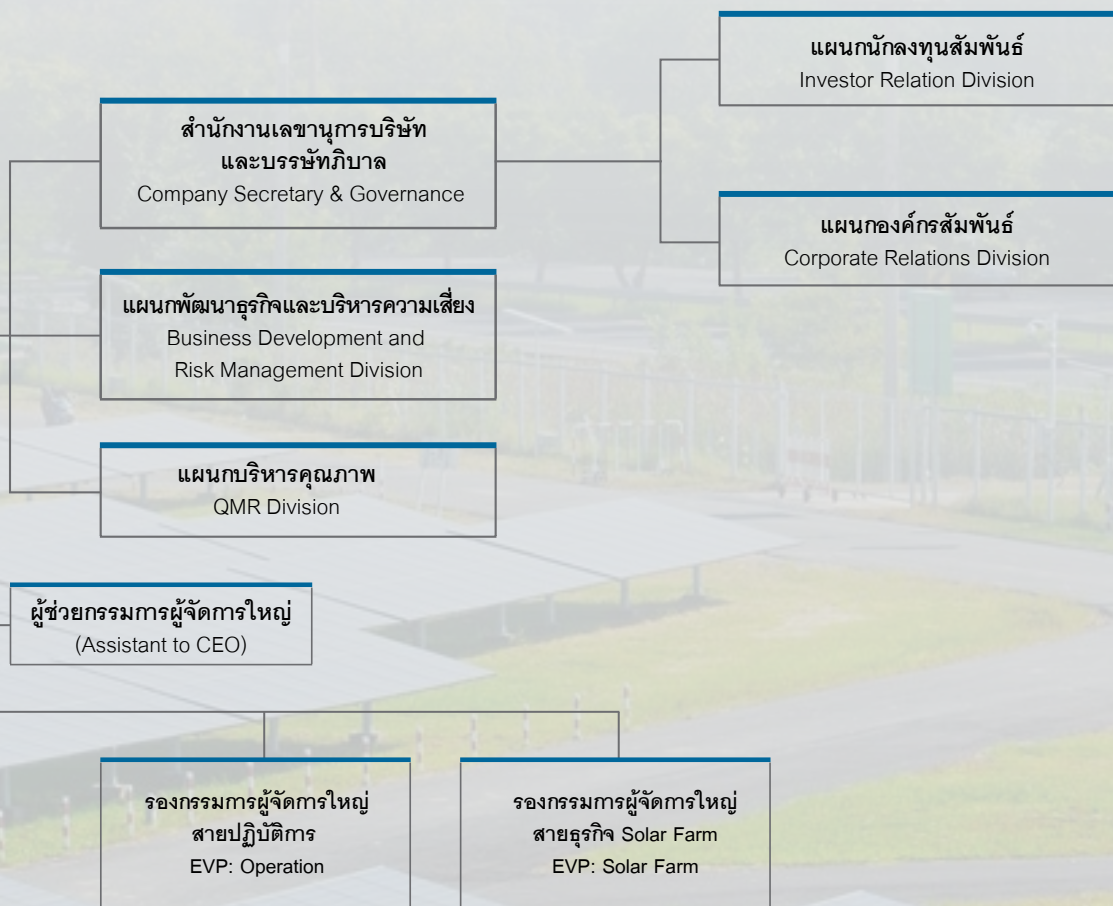 แผนกนักลงทุนสัมพันธ์
Investor Relation Division
สำนักงานเลขานุการบริษัท
และบรรษัทภิบาล
Company Secretary & Governance
แผนกองค์กรสัมพันธ์
Corporate Relations Division
แผนกพัฒนาธุรกิจและบริหารความเสี่ยง
Business Development and
Risk Management Division
แผนกบริหารคุณภาพ
QMR Division
ผู้ช่วยกรรมการผู้จัดการใหญ่
(Assistant to CEO)
รองกรรมการผู้จัดการใหญ่
สายปฏิบัติการ
EVP: Operation
รองกรรมการผู้จัดการใหญ่
สายธุรกิจ Solar Farm
EVP: Solar Farm